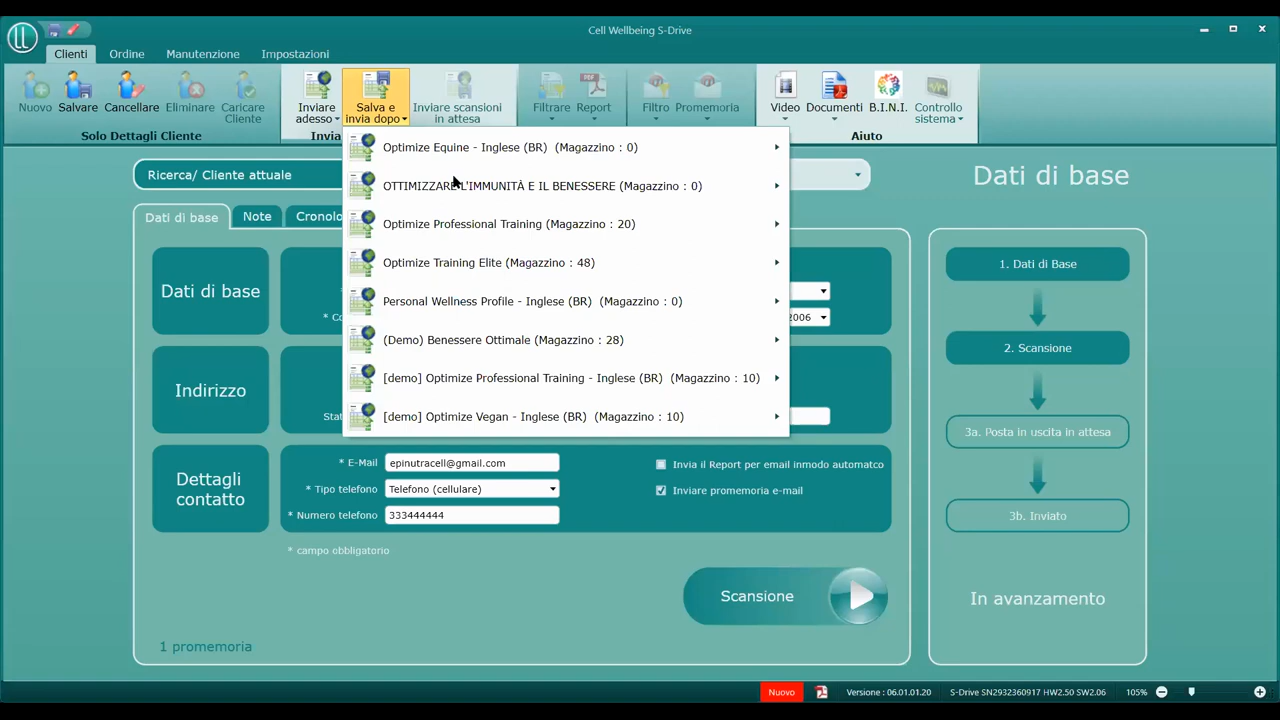 Cell Wellbeing S-Drive
Clienti Ordine Manutenzione Impostazioni
Nuovo Salvare Cancellare Eliminare Caricare Cliente
Solo Dettagli Cliente
Inviare adesso Salva e invia dopo Inviare scansioni in attesa
Invia
Filtrare Report Filtro Promemoria
Video Documenti B.I.N.I. Controllo sistema
Aiuto
Optimize Equine - Inglese (BR) (Magazzino : 0)
OTTIMIZZARE L'IMMUNITÀ E IL BENESSERE (Magazzino : 0)
Optimize Professional Training (Magazzino : 20)
Optimize Training Elite (Magazzino : 48)
Personal Wellness Profile - Inglese (BR) (Magazzino : 0)
(Demo) Benessere Ottimale (Magazzino : 28)
[demo] Optimize Professional Training - Inglese (BR) (Magazzino : 10)
[demo] Optimize Vegan - Inglese (BR) (Magazzino : 10)
Ricerca/ Cliente attuale
Dati di base
Dati di base Note
Dati di base
2006
Indirizzo
Dettagli contatto
* E-Mail epinutracell@gmail.com
* Tipo telefono Telefono (cellulare)
* Numero telefono 333444444
Invia il Report per email inmodo automatco
Inviare promemoria e-mail
* campo obbligatorio
Scansione
1 promemoria
1. Dati di Base
2. Scansione
3a. Posta in uscita in attesa
3b. Inviato
In avanzamento
Nuovo
Versione : 06.01.01.20
S-Drive SN2932360917 HW2.50 SW2.06
105%